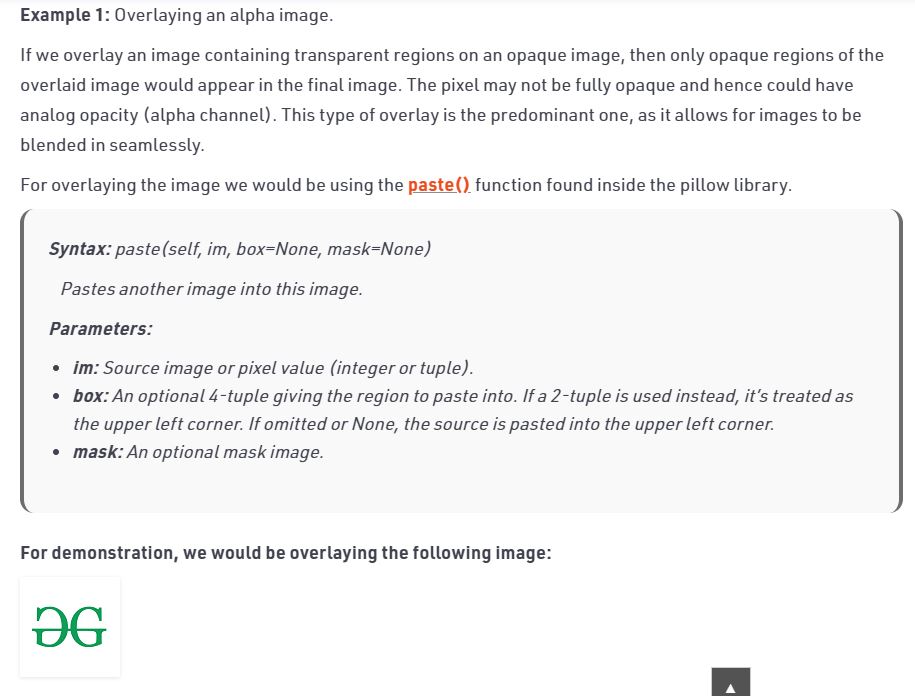 Example 1: Overlaying an alpha image.
If we overlay an image containing transparent regions on an opaque image, then only opaque regions of the
overlaid image would appear in the final image. The pixel may not be fully opaque and hence could have
analog opacity (alpha channel). This type of overlay is the predominant one, as it allows for images to be
blended in seamlessly.
For overlaying the image we would be using the paste() function found inside the pillow library.
Syntax: paste(self, im, box=None, mask=None)
Pastes another image into this image.
Parameters:
• im: Source image or pixel value (integer or tuple).
• box: An optional 4-tuple giving the region to paste into. If a 2-tuple is used instead, it's treated as
the upper left corner. If omitted or None, the source is pasted into the upper left corner.
• mask: An optional mask image.
For demonstration, we would be overlaying the following image: